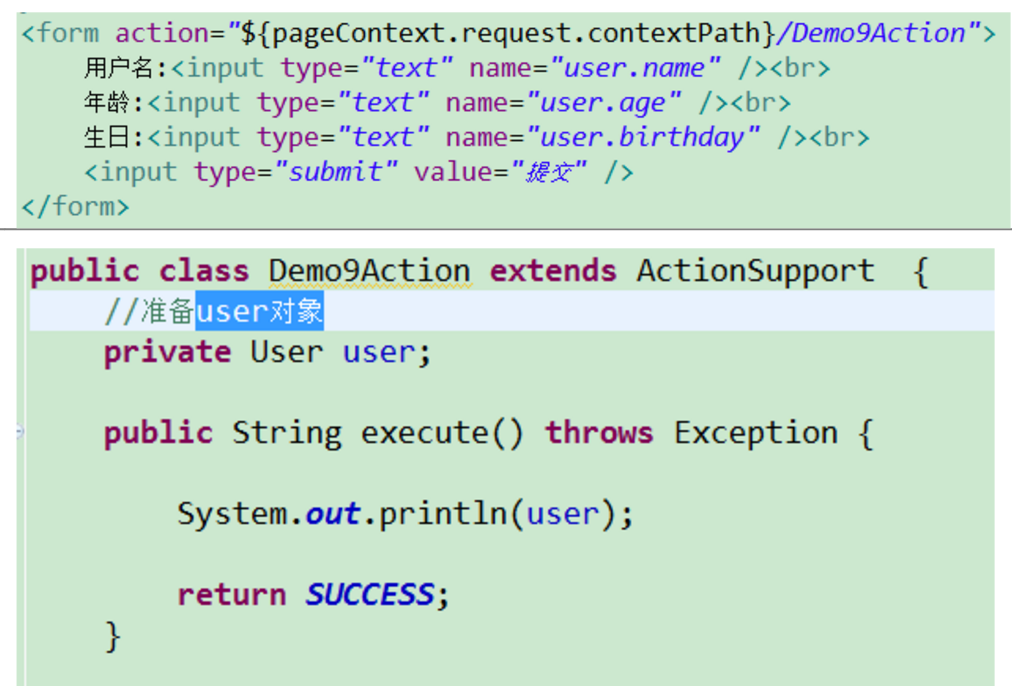 <form action="${pageContext.request.contextPath}/Demo9Action">
用户名:<input type="text" name="user.name" /><br>
年龄:<input type="text" name="user.age" /><br>
生日:<input type="text" name="user.birthday" /><br>
<input type="submit" value="提交" />
</form>
public class Demo9Action extends ActionSupport {
//准备user对象
private User user;
public String execute() throws Exception {
System.out.println(user);
return SUCCESS;
}